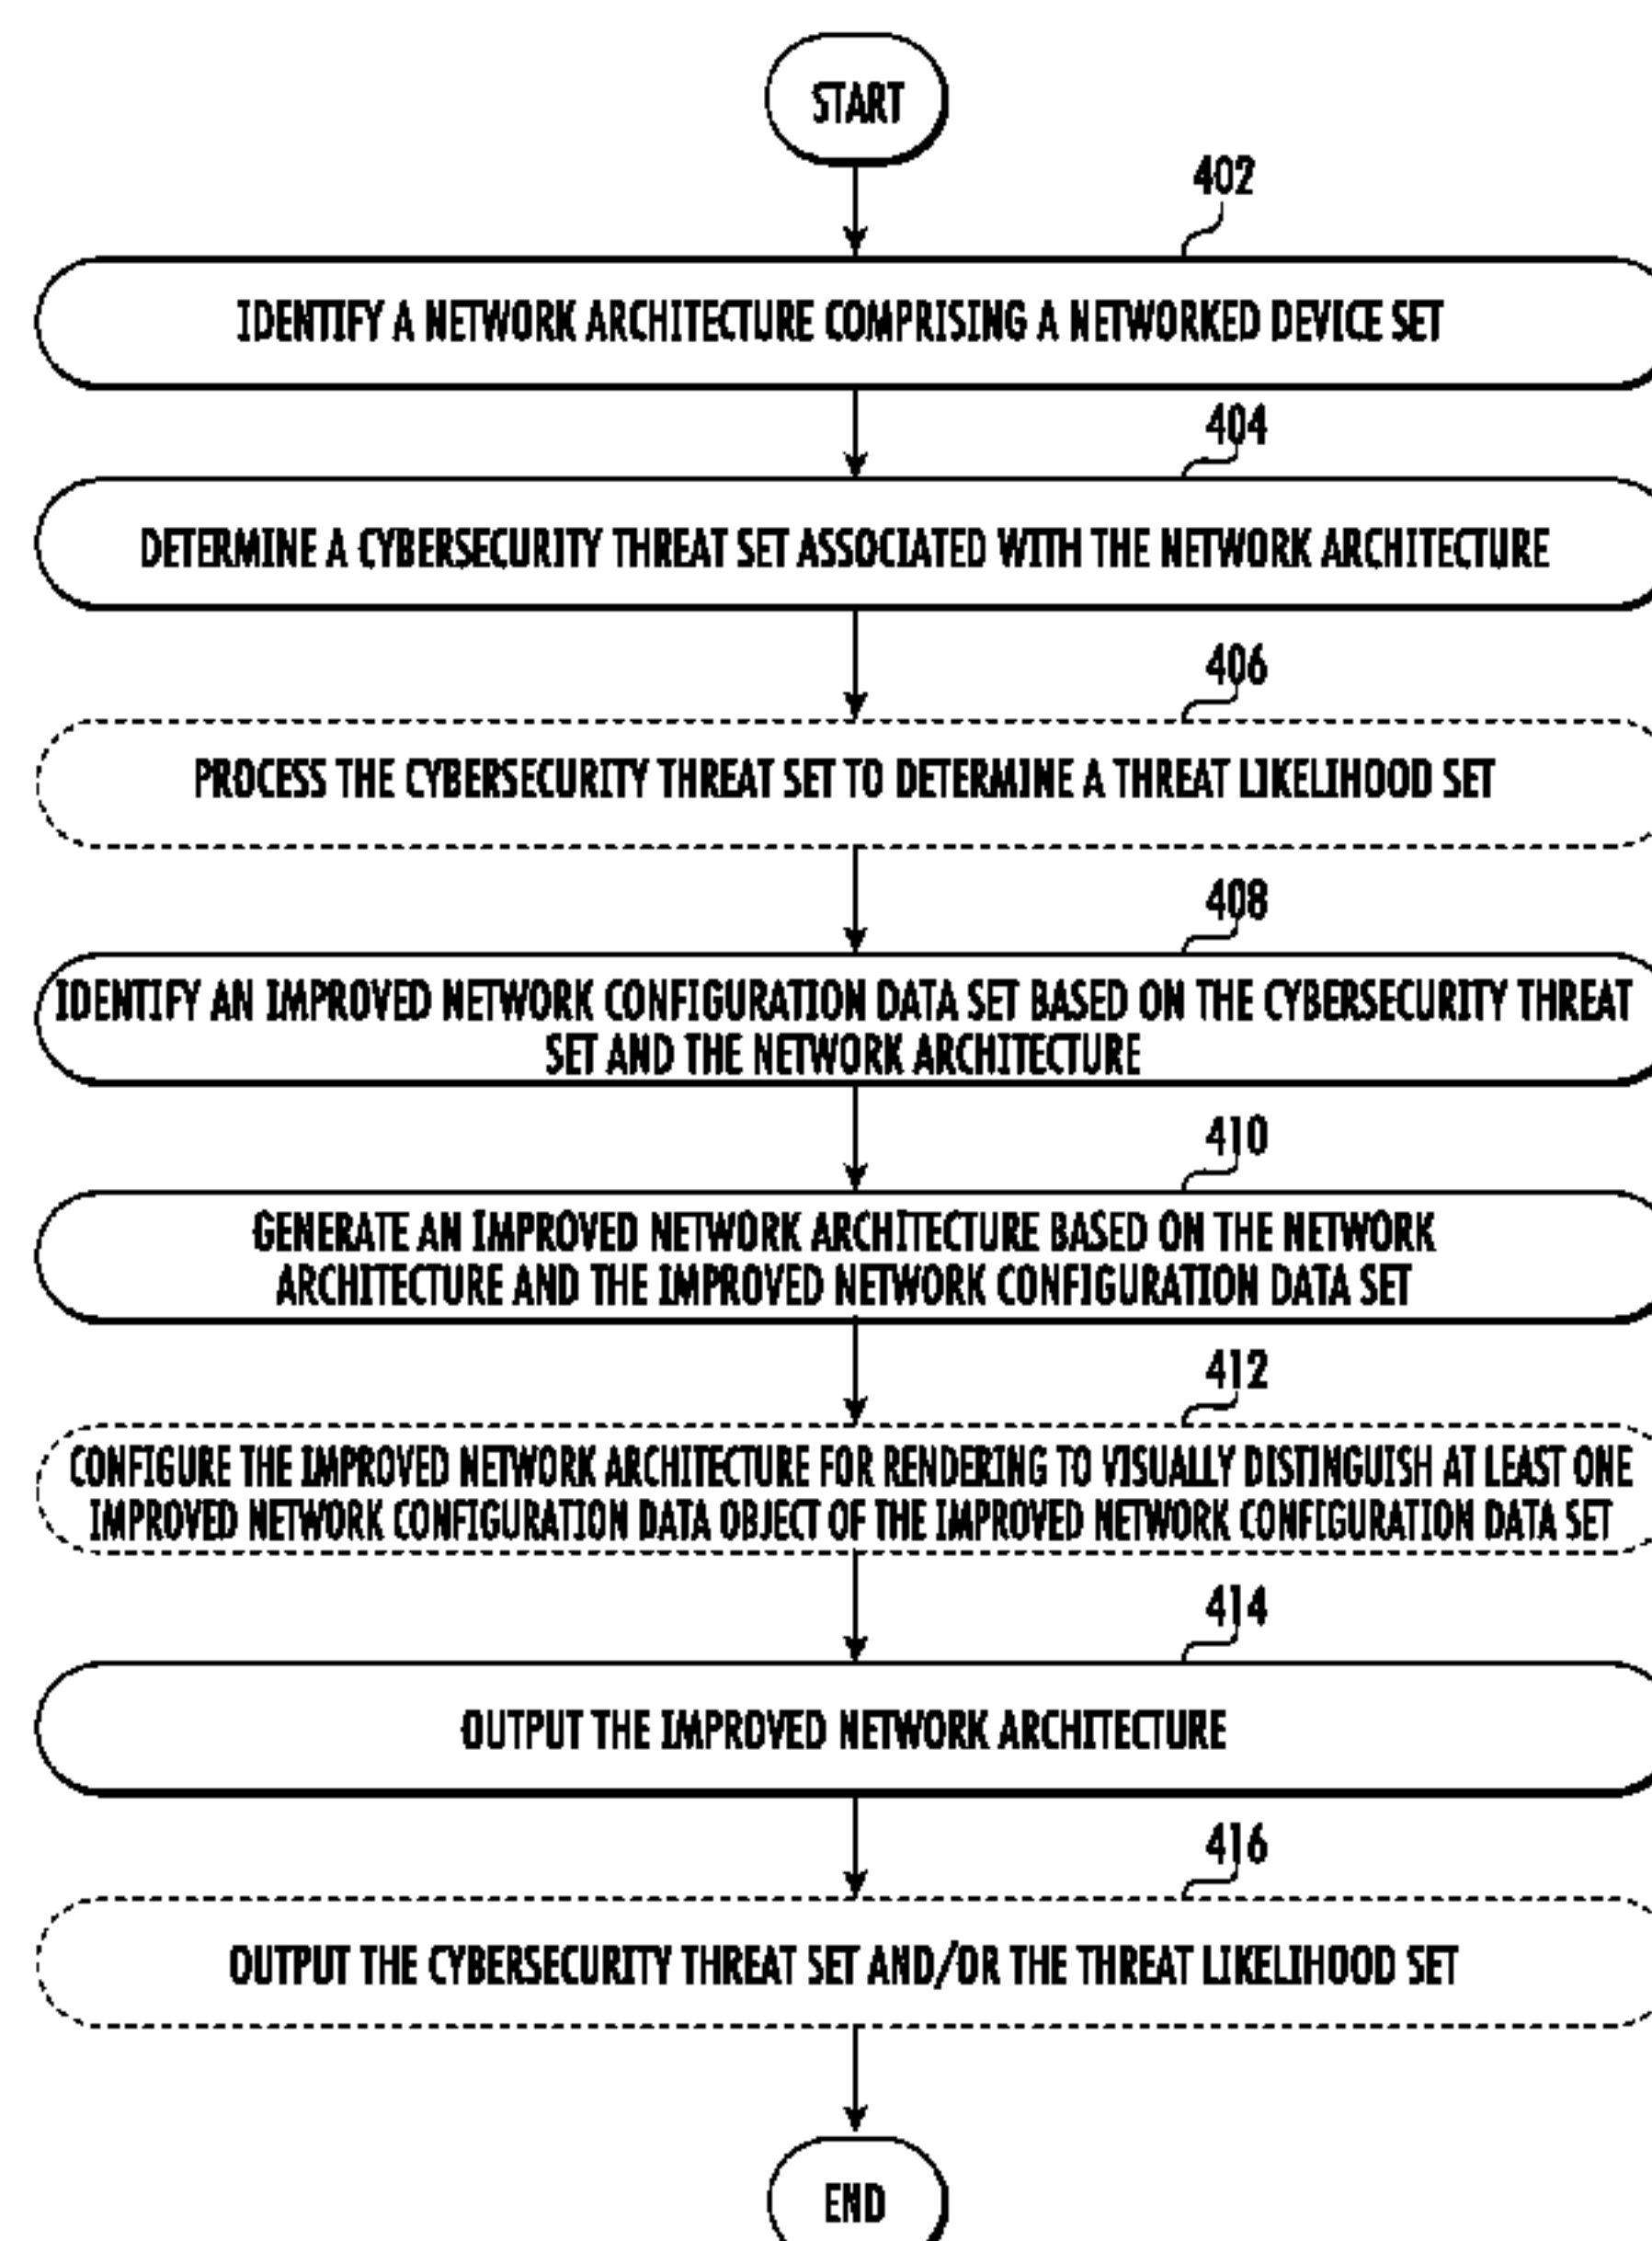 START
402
IDENTIFY A NETWORK ARCHITECTURE COMPRISING A NETWORKED DEVICE SET
404
DETERMINE A CYBERSECURITY THREAT SET ASSOCIATED WITH THE NETWORK ARCHITECTURE
406
PROCESS THE CYBERSECURITY THREAT SET TO DETERMINE A THREAT LIKELIHOOD SET
408
IDENTIFY AN IMPROVED NETWORK CONFIGURATION DATA SET BASED ON THE CYBERSECURITY THREAT
SET AND THE NETWORK ARCHITECTURE
410
GENERATE AN IMPROVED NETWORK ARCHITECTURE BASED ON THE NETWORK
ARCHITECTURE AND THE IMPROVED NETWORK CONFIGURATION DATA SET
412
CONFIGURE THE IMPROVED NETWORK ARCHITECTURE FOR RENDERING TO VISUALLY DISTINGUISH AT LEAST ONE
IMPROVED NETWORK CONFIGURATION DATA OBJECT OF THE IMPROVED NETWORK CONFIGURATION DATA SET
414
OUTPUT THE IMPROVED NETWORK ARCHITECTURE
416
OUTPUT THE CYBERSECURITY THREAT SET AND/OR THE THREAT LIKELIHOOD SET
END